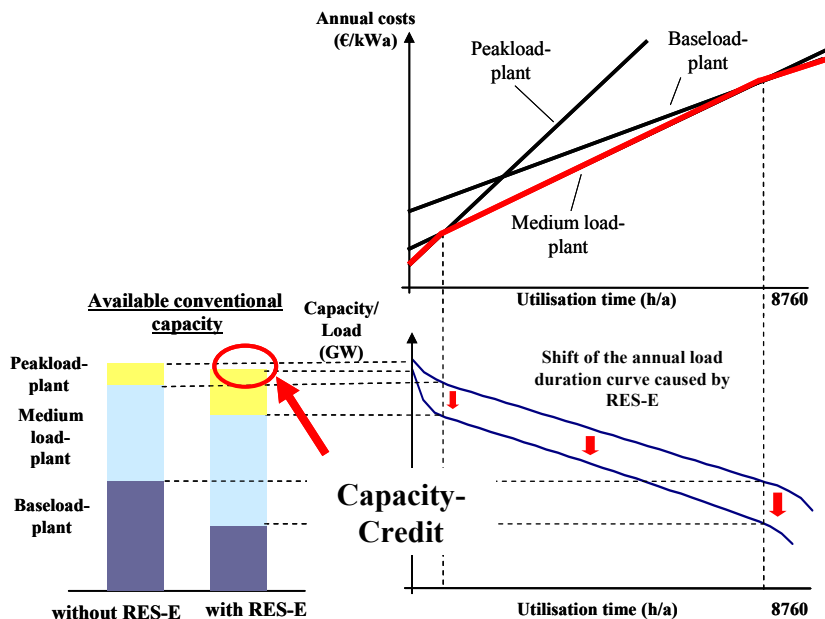 Annual costs
(€/kWa)
Peakload-
plant
Baseload-
plant
Medium load-
plant
Utilisation time (h/a)
8760
Available conventional
capacity
Capacity/
Load
(GW)
Peakload-
plant
Medium
load-
plant
Baseload-
plant
Shift of the annual load
duration curve caused by
RES-E
Capacity-
Credit
without RES-E
with RES-E
Utilisation time (h/a)
8760